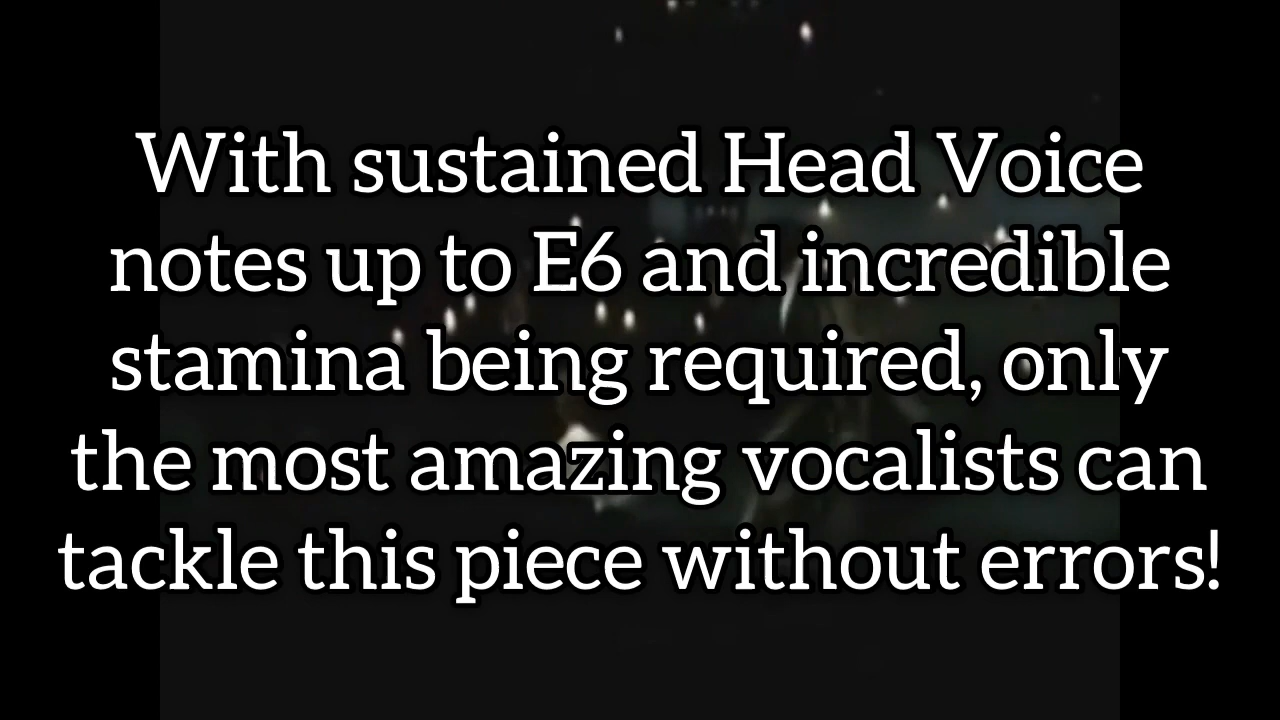 With sustained Head Voice
notes up to E6 and incredible
stamina being required, only
the most amazing vocalists can
tackle this piece without errors!